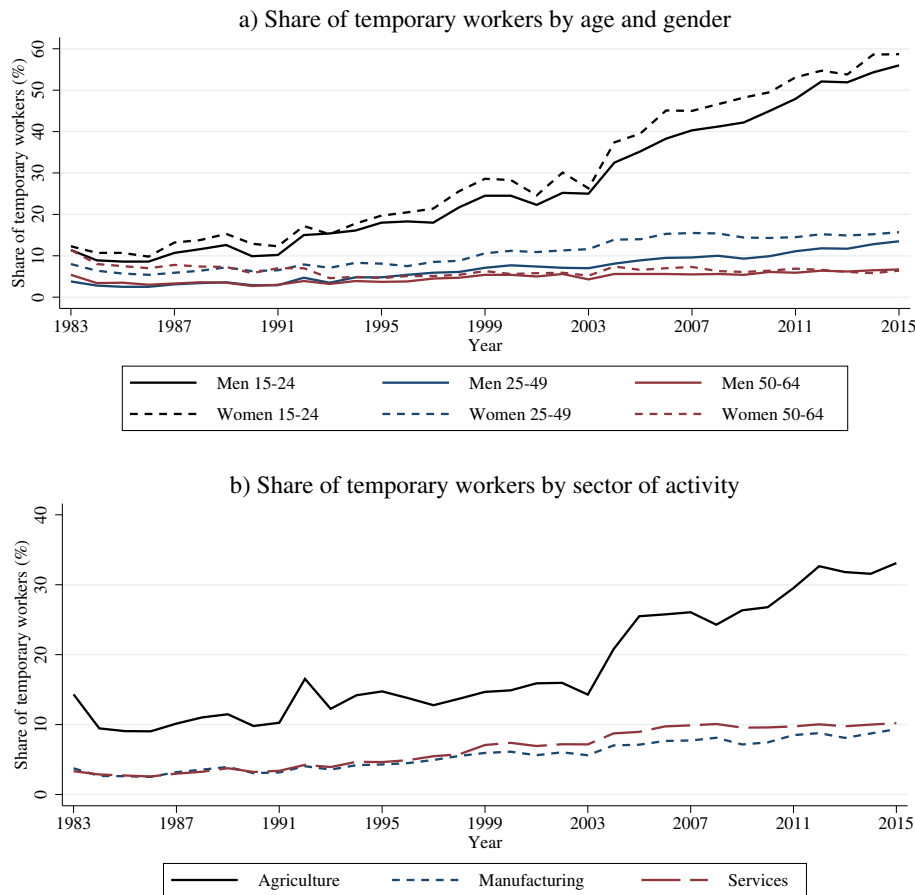 a) Share of temporary workers by age and gender
Share of temporary workers (%)
60
50
40
30
20
10
0
1983 1987 1991 1995 1999 2003 2007 2011 2015
Year
Men 15-24 Men 25-49 Men 50-64
Women 15-24 Women 25-49 Women 50-64
b) Share of temporary workers by sector of activity
Share of temporary workers (%)
40
30
20
10
0
1983 1987 1991 1995 1999 2003 2007 2011 2015
Year
Agriculture Manufacturing Services